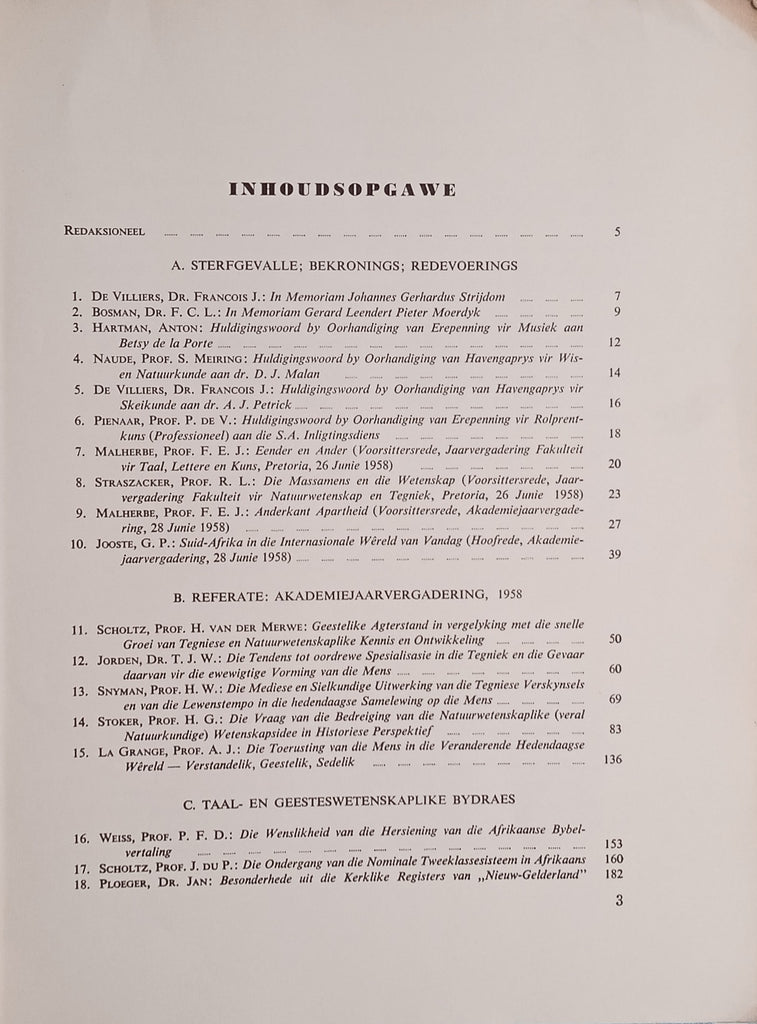 INHOUDSOPGAWE
REDAKSIONEEL 5
A. STERFGEVALLE; BEKRONINGS; REDEVOERINGS
1. DE VILLIERS, DR. FRANCOIS J.: In Memoriam Johannes Gerhardus Strijdom 7
2. BOSMAN, DR. F. C. L.: In Memoriam Gerard Leendert Pieter Moerdyk 9
3. HARTMAN, ANTON: Huldigingswoord by Oorhandiging van Erepenning vir Musiek aan
Betsy de la Porte 12
4. NAUDE, PROF. S. MEIRING: Huldigingswoord by Oorhandiging van Havengaprys vir Wis-
en Natuurkunde aan dr. D. J. Malan 14
5. DE VILLIERS, DR. FRANCOIS J.: Huldigingswoord by Oorhandiging van Havengaprys vir
Skeikunde aan dr. A. J. Petrick 16
6. PIENAAR, PROF. P. DE V.: Huldigingswoord by Oorhandiging van Erepenning vir Rolprent-
kuns (Professioneel) aan die S.A. Inligtingsdiens 18
7. MALHERBE, PROF. F. E. J.: Eender en Ander (Voorsittersrede, Jaarvergadering Fakulteit
vir Taal, Lettere en Kuns, Pretoria, 26 Junie 1958) 20
8. STRASZACKER, PROF. R. L.: Die Massamens en die Wetenskap (Voorsittersrede, Jaar-
vergadering Fakulteit vir Natuurwetenskap en Tegniek, Pretoria, 26 Junie 1958) 23
9. MALHERBE, PROF. F. E. J.: Anderkant Apartheid (Voorsittersrede, Akademiejaarvergade-
ring, 28 Junie 1958) 27
10. JOOSTE, G. P.: Suid-Afrika in die Internasionale Wêreld van Vandag (Hoofrede, Akademie-
jaarvergadering, 28 Junie 1958) 39
B. REFERATE: AKADEMIEJAARVERGADERING, 1958
11. SCHOLTZ, PROF. H. VAN DER MERWE: Geestelike Agterstand in vergelyking met die snelle
Groei van Tegniese en Natuurwetenskaplike Kennis en Ontwikkeling 50
12. JORDEN, DR. T. J. W.: Die Tendens tot oordrewe Spesialisasie in die Tegniek en die Gevaar
daarvan vir die ewewigtige Vorming van die Mens 60
13. SNYMAN, PROF. H. W.: Die Mediese en Sielkundige Uitwerking van die Tegniese Verskynsels
en van die Lewenstempo in die hedendaagse Samelewing op die Mens 69
14. STOKER, PROF. H. G.: Die Vraag van die Bedreiging van die Natuurwetenskaplike (veral
Natuurkundige) Wetenskapsidee in Historiese Perspektief 83
15. LA GRANGE, PROF. A. J.: Die Toerusting van die Mens in die Veranderende Hedendaagse
Wêreld — Verstandelik, Geestelik, Sedelik 136
C. TAAL- EN GEESTESWETENSKAPLIKE BYDRAES
16. WEISS, PROF. P. F. D.: Die Wenslikheid van die Hersiening van die Afrikaanse Bybel-
vertaling 153
17. SCHOLTZ, PROF. J. DU P.: Die Ondergang van die Nominale Tweeklassesisteem in Afrikaans 160
18. PLOEGER, DR. JAN: Besonderhede uit die Kerklike Registers van „Nieuw-Gelderland” 182
3